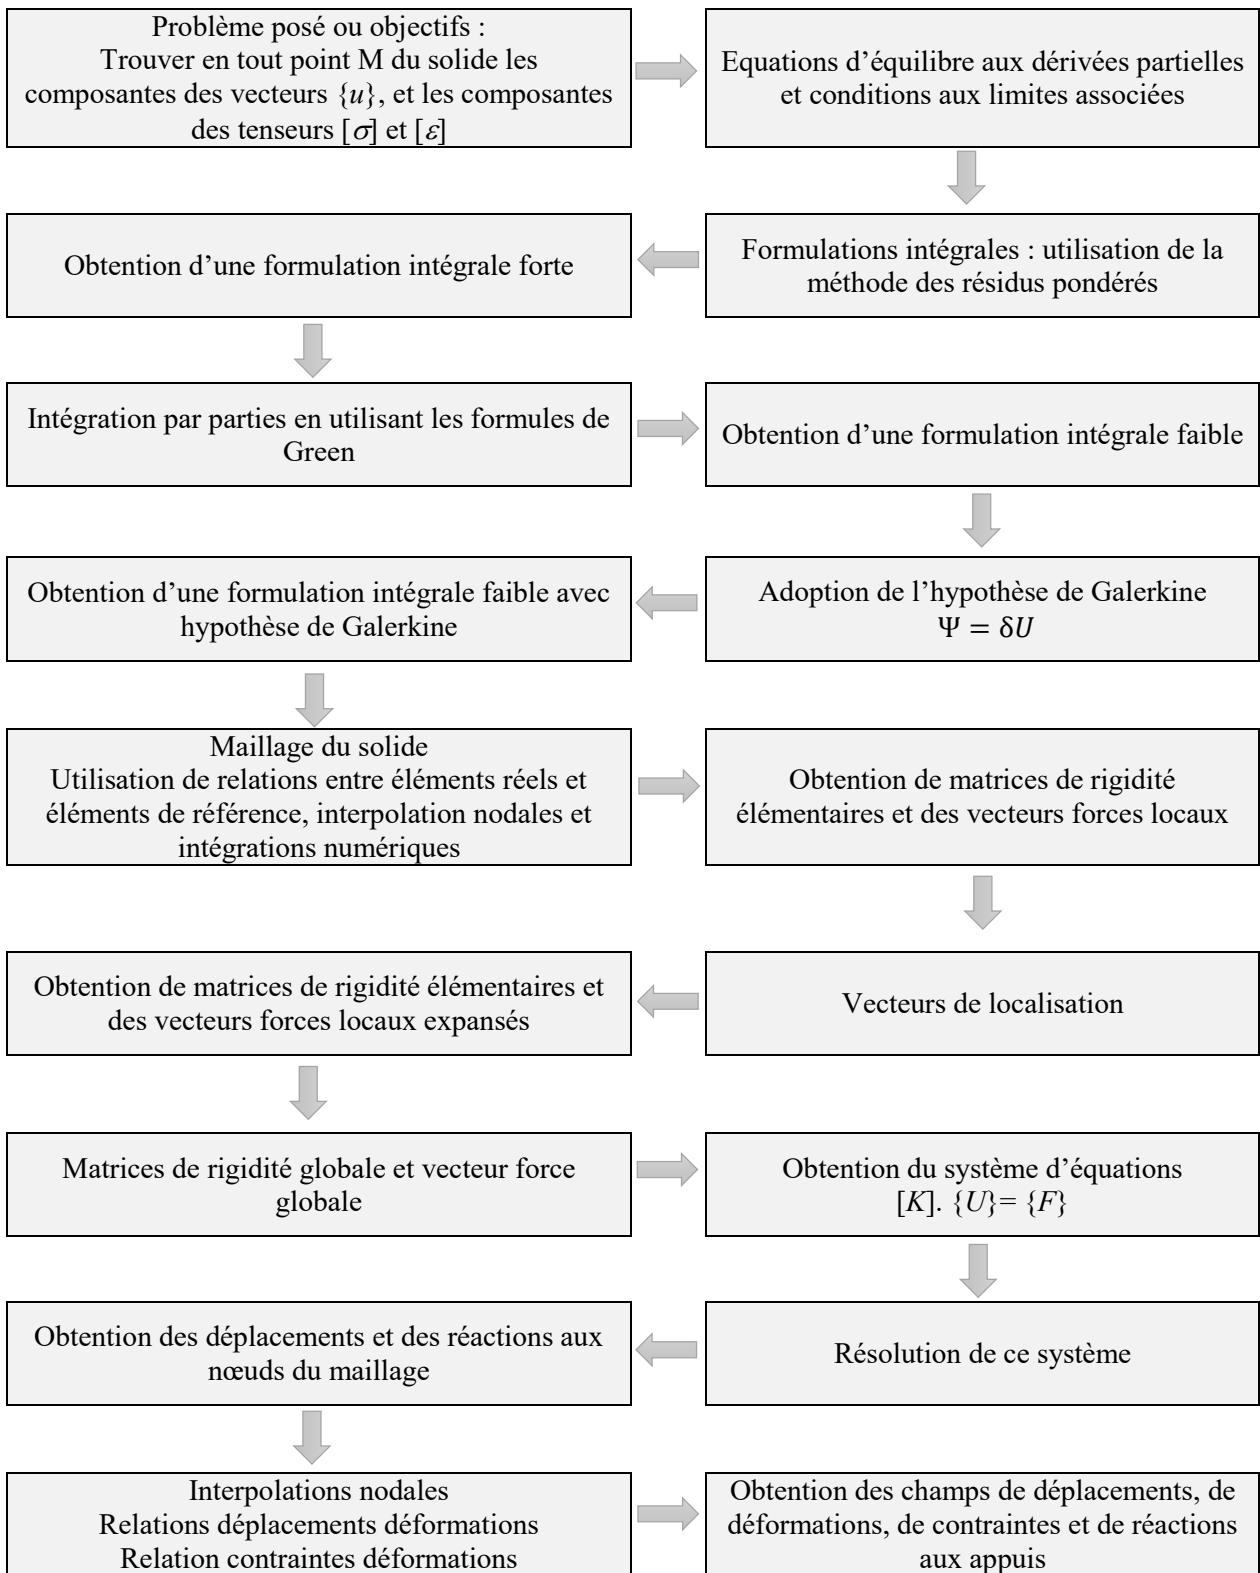 Problème posé ou objectifs :
Trouver en tout point M du solide les
composantes des vecteurs {u}, et les composantes
des tenseurs [σ] et [ε]
Equations d’équilibre aux dérivées partielles
et conditions aux limites associées
Formulations intégrales : utilisation de la
méthode des résidus pondérés
Obtention d’une formulation intégrale forte
Intégration par parties en utilisant les formules de
Green
Obtention d’une formulation intégrale faible
Adoption de l’hypothèse de Galerkine
Ψ = δU
Obtention d’une formulation intégrale faible avec
hypothèse de Galerkine
Maillage du solide
Utilisation de relations entre éléments réels et
éléments de référence, interpolation nodales et
intégrations numériques
Obtention de matrices de rigidité
élémentaires et des vecteurs forces locaux
Vecteurs de localisation
Obtention de matrices de rigidité élémentaires et
des vecteurs forces locaux expansés
Matrices de rigidité globale et vecteur force
globale
Obtention du système d’équations
[K]. {U}= {F}
Résolution de ce système
Obtention des déplacements et des réactions aux
nœuds du maillage
Interpolations nodales
Relations déplacements déformations
Relation contraintes déformations
Obtention des champs de déplacements, de
déformations, de contraintes et de réactions
aux appuis